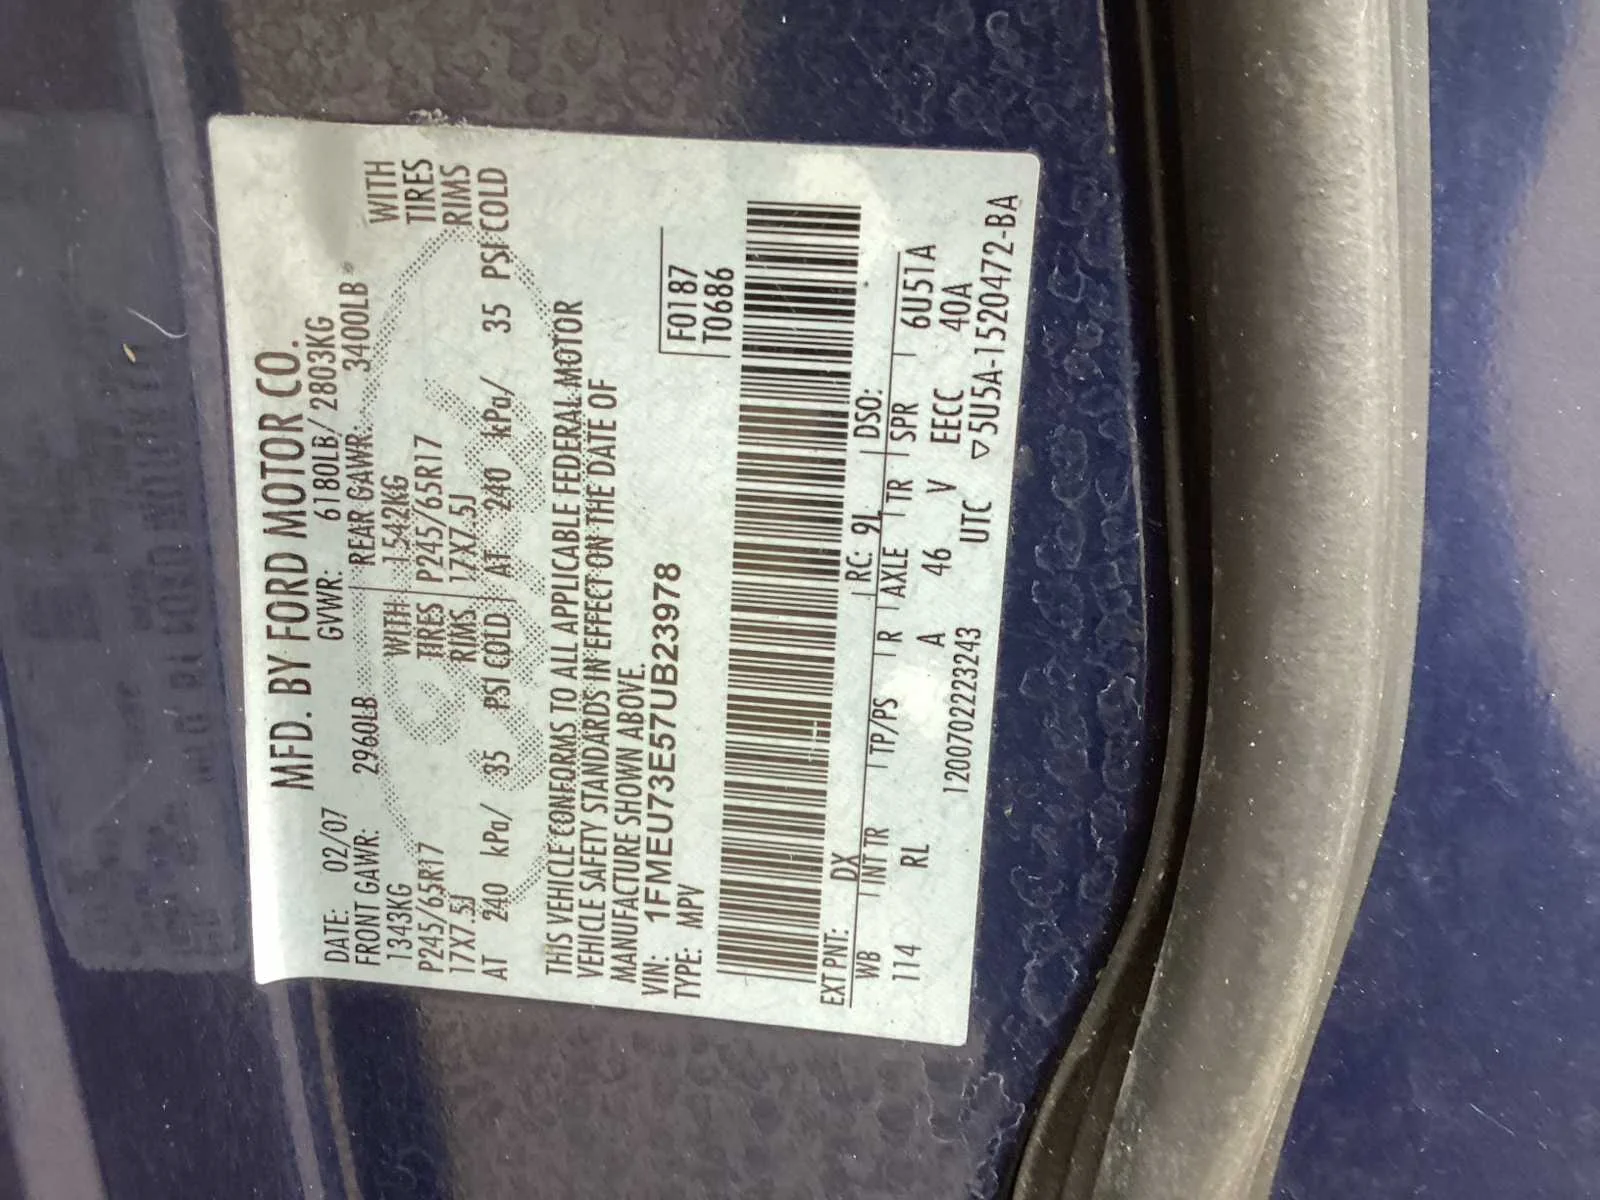 MFD. BY FORD MOTOR CO.
DATE: 02/07 GVWR: 6180LB/ 2803KG
FRONT GAWR: 2960LB REAR GAWR: 3400LB
1343KG WITH 1542KG WITH
P245/65R17 TIRES P245/65R17 TIRES
17X7.5J RIMS 17X7.5J RIMS
AT 240 kPa/ 35 PSI COLD AT 240 kPa/ 35 PSI COLD
THIS VEHICLE CONFORMS TO ALL APPLICABLE FEDERAL MOTOR
VEHICLE SAFETY STANDARDS IN EFFECT ON THE DATE OF
MANUFACTURE SHOWN ABOVE.
VIN: 1FMEU73E57UB23978 F0187
TYPE: MPV T0686
EXT PNT: DX RC: 9L DSO:
WB INT TR TP/PS R AXLE TR SPR 6U51A
114 RL A 46 V EECC 40A
1200702223243 UTC ▽5U5A-1520472-BA